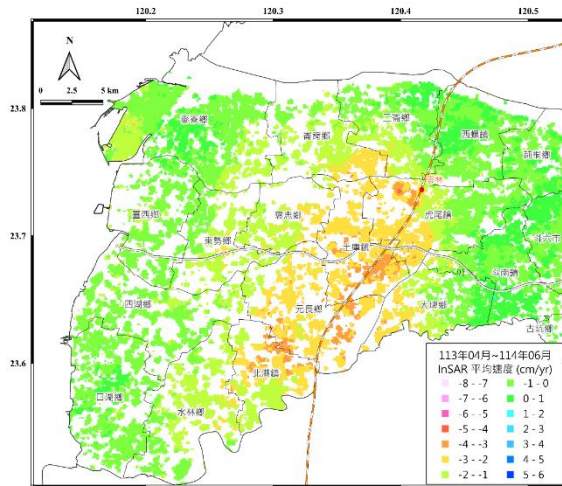 120.2 120.3 120.4 120.5
N
0 2.5 5 km
23.8
麥寮鄉
崙背鄉
二崙鄉
西螺鎮
莿桐鄉
雲林
23.7
臺西鄉
東勢鄉
褒忠鄉
土庫鎮
虎尾鎮
斗六市
斗南鎮
四湖鄉
元長鄉
大埤鄉
古坑鄉
23.6
北港鎮
口湖鄉
水林鄉
113年04月~114年06月
InSAR 平均速度 (cm/yr)
-8 - -7
-7 - -6
-6 - -5
-5 - -4
-4 - -3
-3 - -2
-2 - -1
-1 - 0
0 - 1
1 - 2
2 - 3
3 - 4
4 - 5
5 - 6